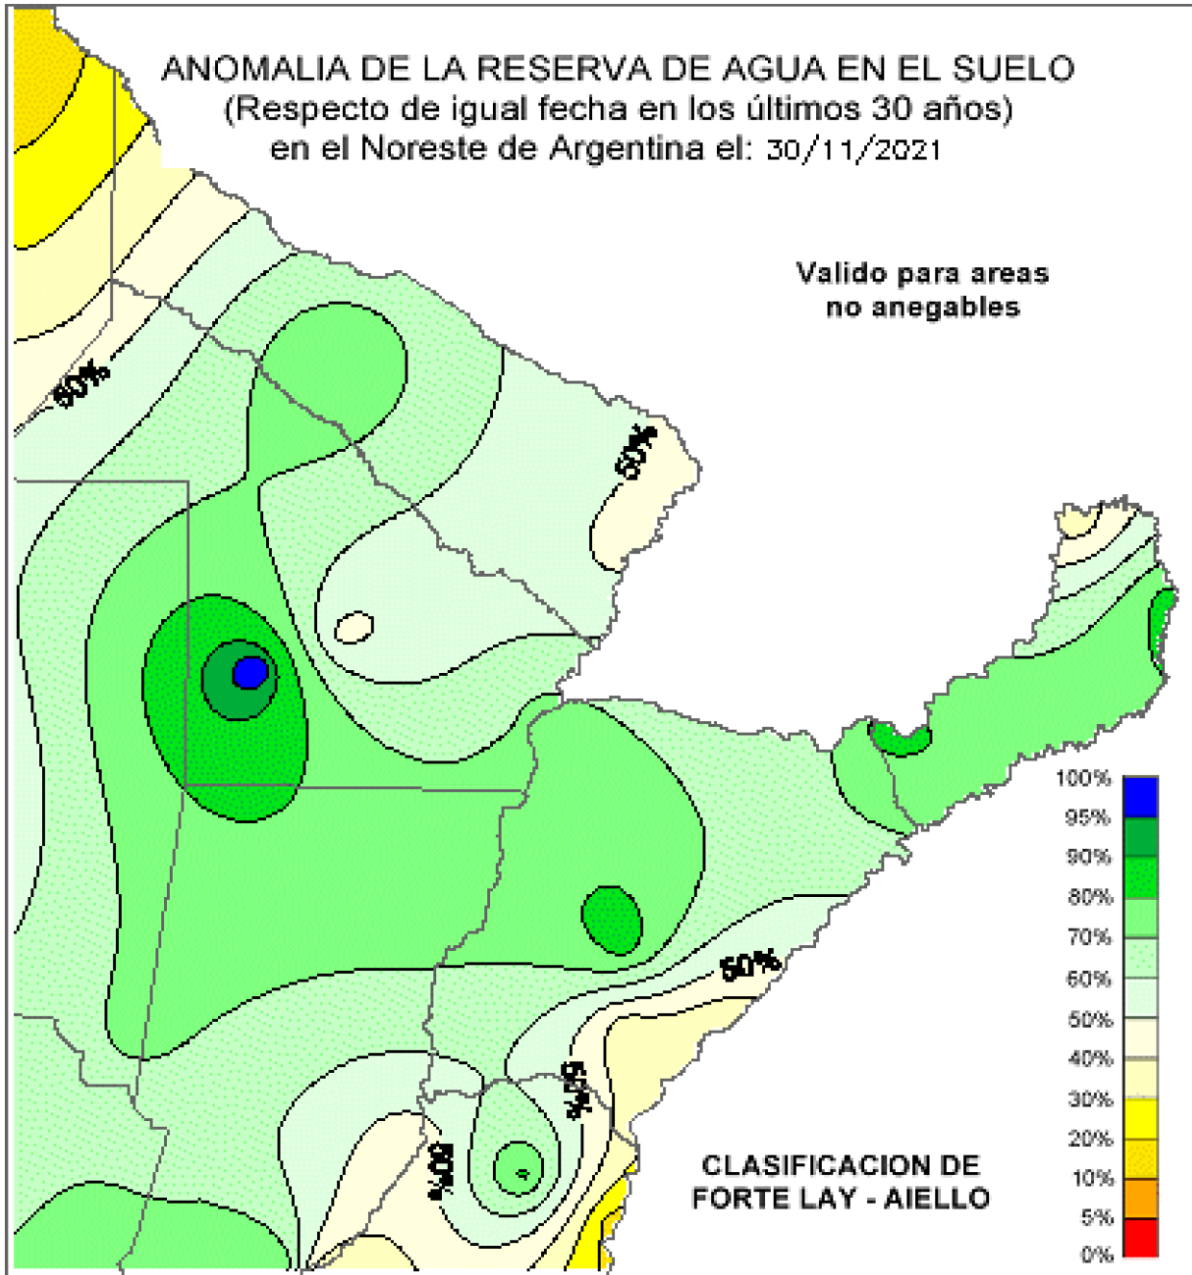 ANOMALIA DE LA RESERVA DE AGUA EN EL SUELO
(Respecto de igual fecha en los últimos 30 años)
en el Noreste de Argentina el: 30/11/2021
Valido para areas
no anegables
50%
50%
50%
50%
50%
100%
95%
90%
80%
70%
60%
50%
40%
30%
20%
10%
5%
0%
CLASIFICACION DE
FORTE LAY - AIELLO